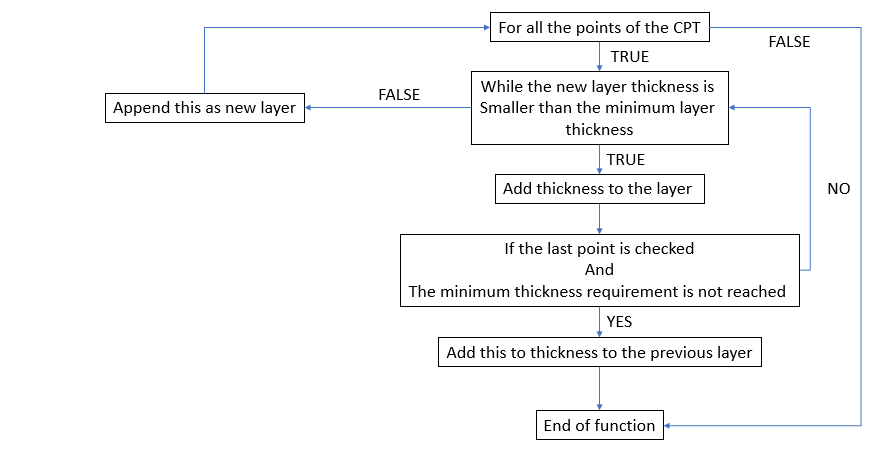 For all the points of the CPT
FALSE
TRUE
While the new layer thickness is
Smaller than the minimum layer
thickness
FALSE
Append this as new layer
TRUE
Add thickness to the layer
NO
If the last point is checked
And
The minimum thickness requirement is not reached
YES
Add this to thickness to the previous layer
End of function